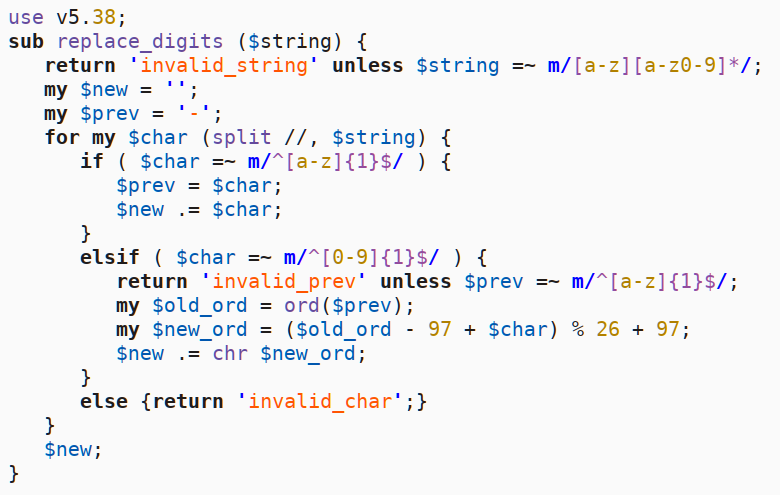 use v5.38;
sub replace_digits ($string) {
   return 'invalid_string' unless $string =~ m/[a-z][a-z0-9]*/;
   my $new = '';
   my $prev = '-';
   for my $char (split //, $string) {
      if ( $char =~ m/^[a-z]{1}$/ ) {
         $prev = $char;
         $new .= $char;
      }
      elsif ( $char =~ m/^[0-9]{1}$/ ) {
         return 'invalid_prev' unless $prev =~ m/^[a-z]{1}$/;
         my $old_ord = ord($prev);
         my $new_ord = ($old_ord - 97 + $char) % 26 + 97;
         $new .= chr $new_ord;
      }
      else {return 'invalid_char';}
   }
   $new;
}